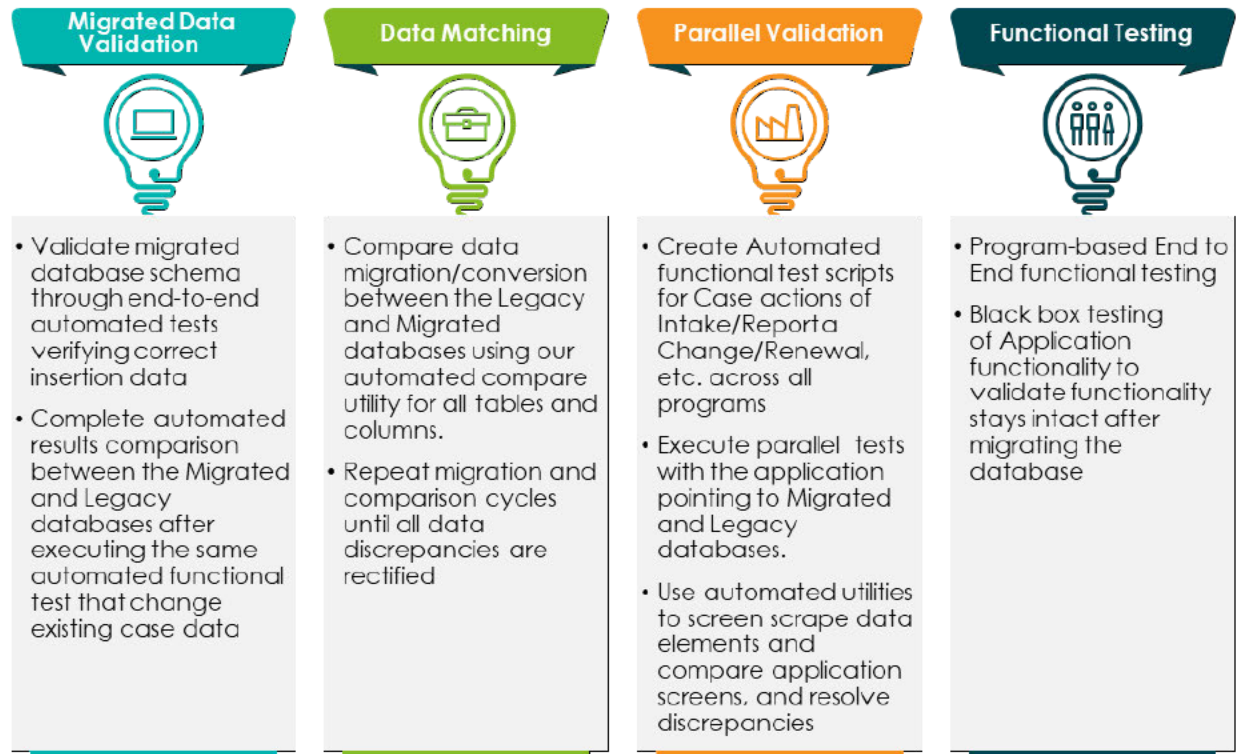 Migrated Data
Validation
• Validate migrated
database schema
through end-to-end
automated tests
verifying correct
insertion data
• Complete automated
results comparison
between the Migrated
and Legacy
databases after
executing the same
automated functional
test that change
existing case data
Data Matching
• Compare data
migration/conversion
between the Legacy
and Migrated
databases using our
automated compare
utility for all tables and
columns.
• Repeat migration and
comparison cycles
until all data
discrepancies are
rectified
Parallel Validation
• Create Automated
functional test scripts
for Case actions of
Intake/Report a
Change/Renewal,
etc. across all
programs
• Execute parallel tests
with the application
pointing to Migrated
and Legacy
databases.
• Use automated utilities
to screen scrape data
elements and
compare application
screens, and resolve
discrepancies
Functional Testing
• Program-based End to
End functional testing
• Black box testing
of Application
functionality to
validate functionality
stays intact after
migrating the
database